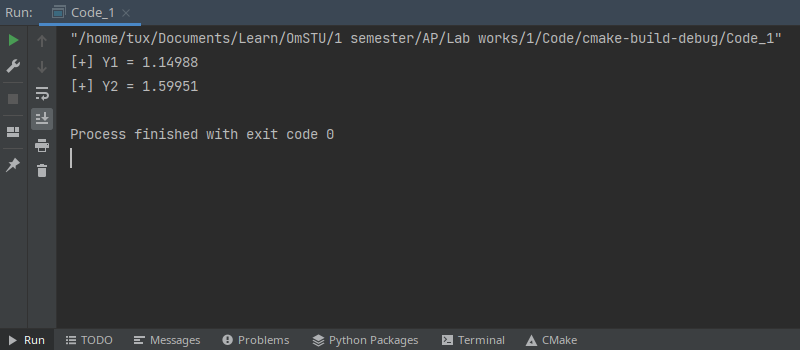 Run: Code_1
"/home/tux/Documents/Learn/OmSTU/1 semester/AP/Lab works/1/Code/cmake-build-debug/Code_1"
[+] Y1 = 1.14988
[+] Y2 = 1.59951
Process finished with exit code 0
Run TODO Messages Problems Python Packages Terminal CMake